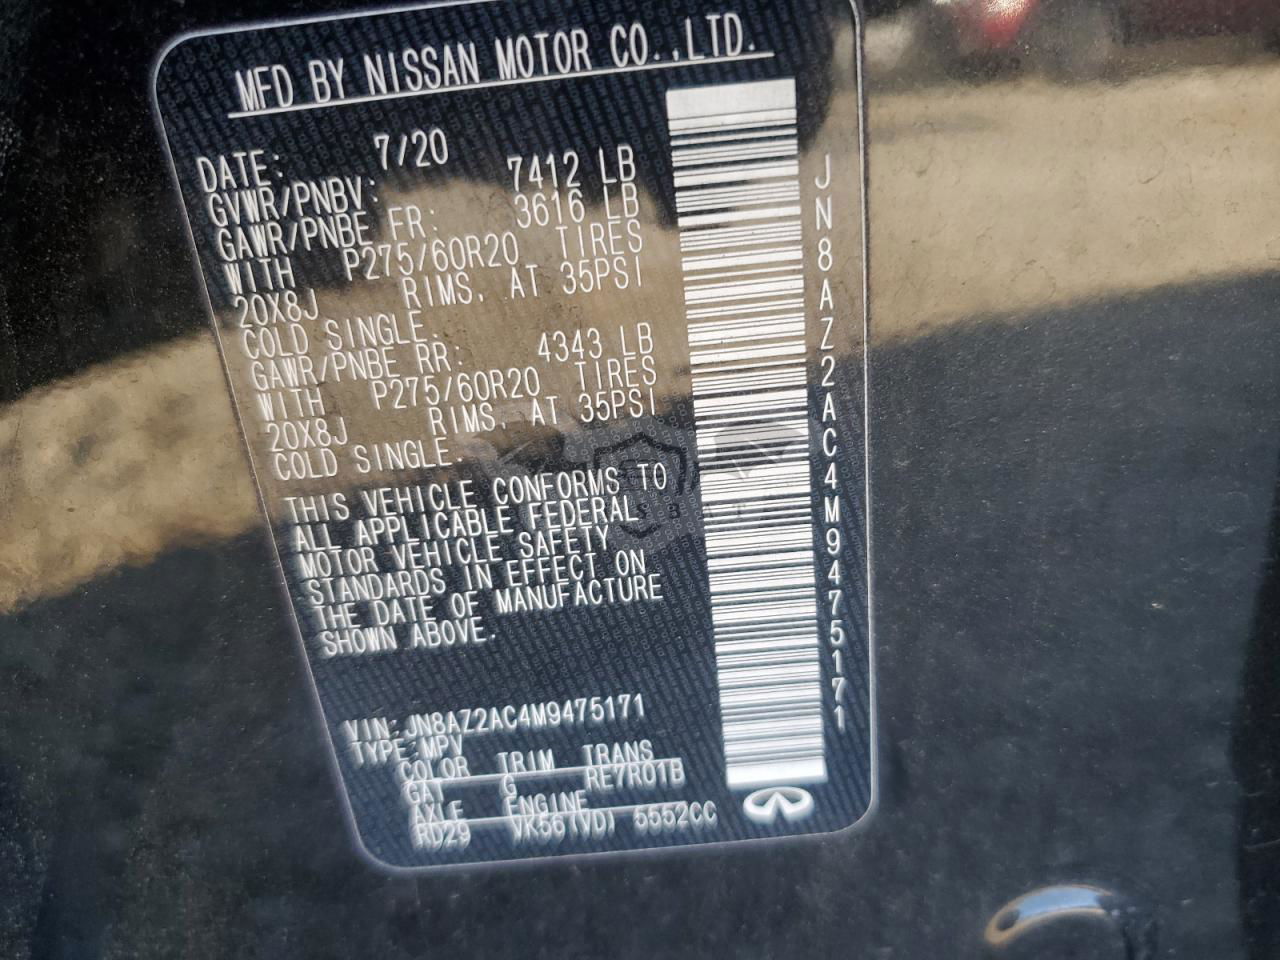 MFD BY NISSAN MOTOR CO.,LTD.
DATE: 7/20
GVWR/PNBV: 7412 LB
GAWR/PNBE FR: 3616 LB
WITH P275/60R20 TIRES
20X8J RIMS, AT 35PSI
COLD SINGLE.
GAWR/PNBE RR: 4343 LB
WITH P275/60R20 TIRES
20X8J RIMS, AT 35PSI
COLD SINGLE.
THIS VEHICLE CONFORMS TO
ALL APPLICABLE FEDERAL
MOTOR VEHICLE SAFETY
STANDARDS IN EFFECT ON
THE DATE OF MANUFACTURE
SHOWN ABOVE.
VIN:JN8AZ2AC4M9475171
TYPE:MPV
COLOR TRIM TRANS
GAT G RE7R01B
AXLE ENGINE
RD29 VK56(VD) 5552CC
JN8AZ2AC4M9475171